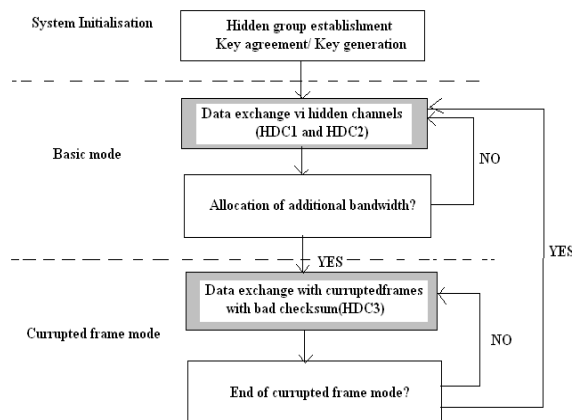 System Initialisation
Hidden group establishment
Key agreement/ Key generation
Basic mode
Data exchange vi hidden channels
(HDC1 and HDC2)
NO
Allocation of additional bandwidth?
YES
YES
Currupted frame mode
Data exchange with curruptedframes
with bad checksum(HDC3)
NO
End of currupted frame mode?